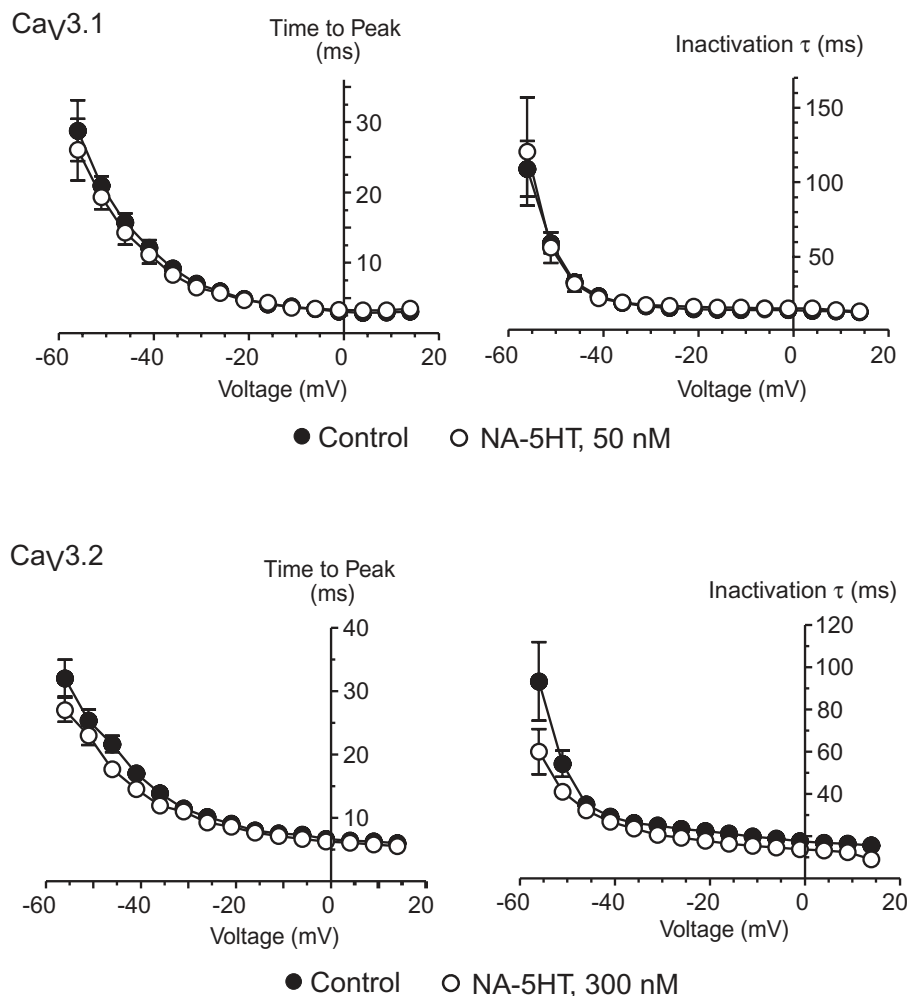 CaV3.1
Time to Peak
(ms)
30
20
10
-60 -40 -20 0 20
Voltage (mV)
Inactivation τ (ms)
150
100
50
-60 -40 -20 0 20
Voltage (mV)
Control NA-5HT, 50 nM
CaV3.2
Time to Peak
(ms)
40
30
20
10
-60 -40 -20 0 20
Voltage (mV)
Inactivation τ (ms)
120
100
80
60
40
-60 -40 -20 0 20
Voltage (mV)
Control NA-5HT, 300 nM